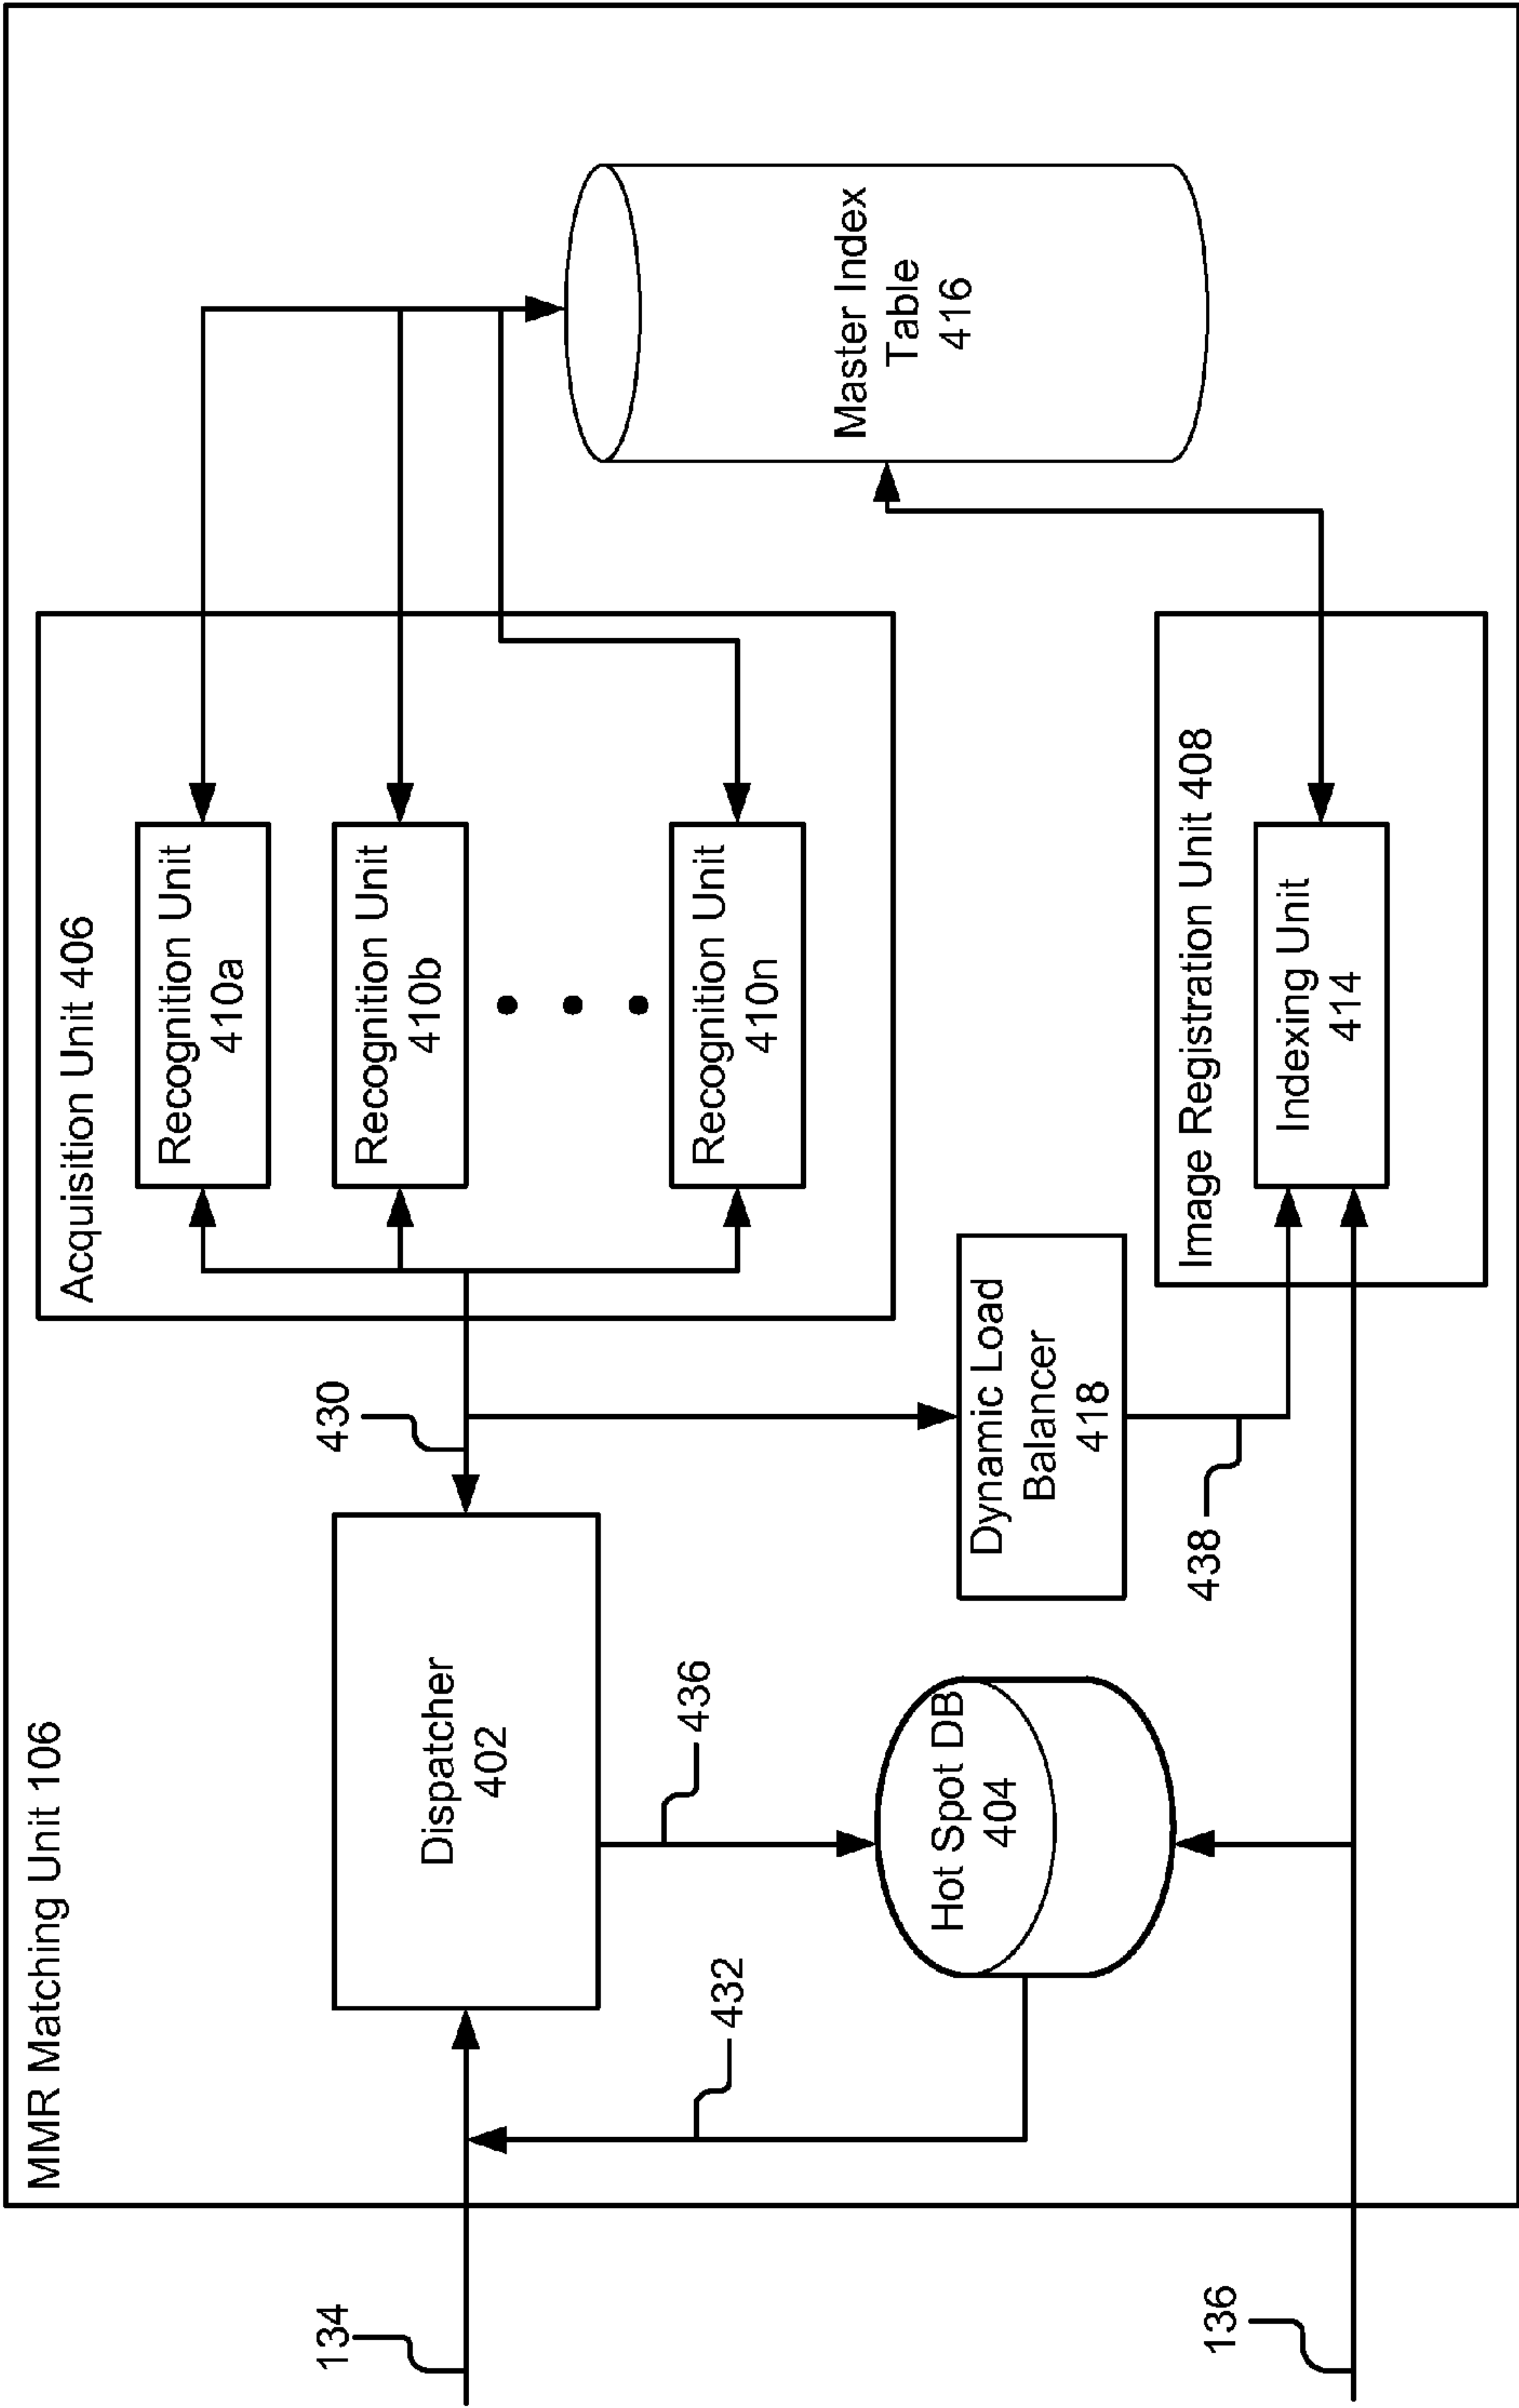 MMR Matching Unit 106
134
Dispatcher
402
430
Acquisition Unit 406
Recognition Unit
410a
Recognition Unit
410b
Recognition Unit
410n
436
432
Hot Spot DB
404
Dynamic Load
Balancer
418
438
Master Index
Table
416
Image Registration Unit 408
Indexing Unit
414
136